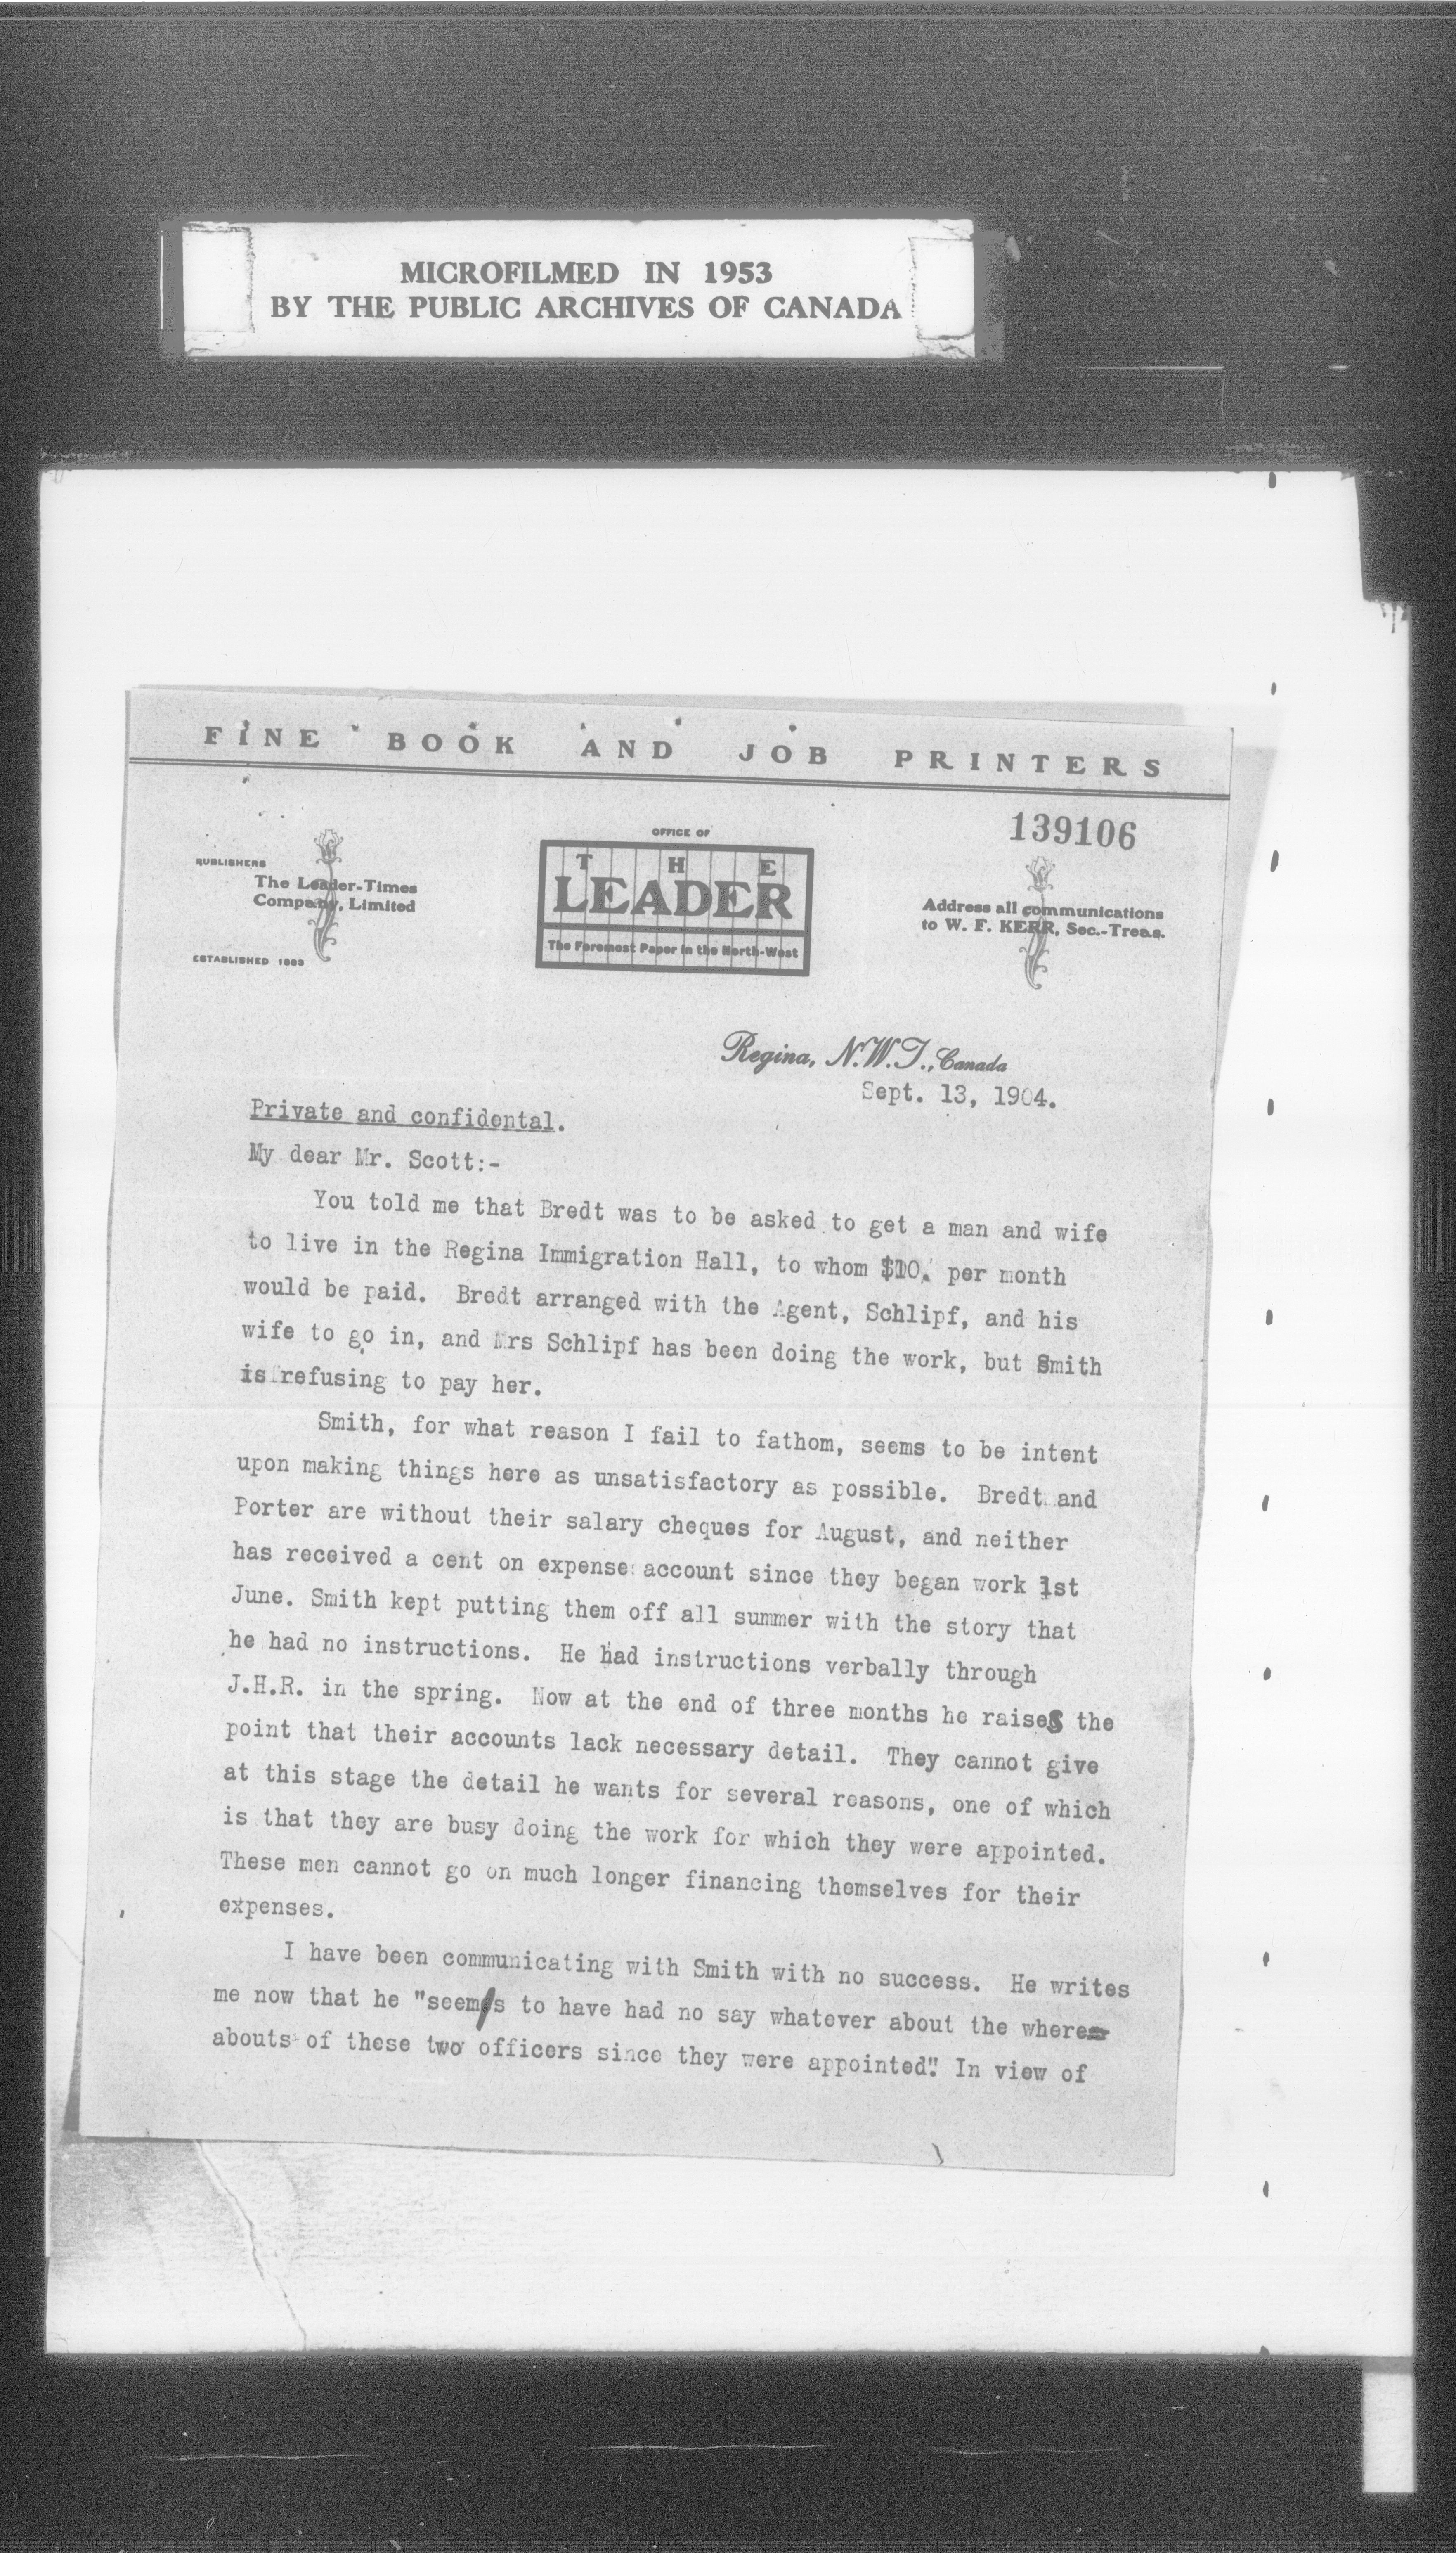 MICROFILMED IN 1953
BY THE PUBLIC ARCHIVES OF CANADA
FINE BOOK AND JOB PRINTERS
139106
PUBLISHERS
The Leader-Times
Company, Limited
ESTABLISHED 1883
OFFICE OF
THE
LEADER
The Foremost Paper in the North-West
Address all communications
to W. F. KERR, Sec.-Treas.
Regina, N.W.T., Canada
Sept. 13, 1904.
Private and confidental.
My dear Mr. Scott:-
You told me that Bredt was to be asked to get a man and wife
to live in the Regina Immigration Hall, to whom $10. per month
would be paid. Bredt arranged with the Agent, Schlipf, and his
wife to go in, and Mrs Schlipf has been doing the work, but Smith
is refusing to pay her.
Smith, for what reason I fail to fathom, seems to be intent
upon making things here as unsatisfactory as possible. Bredt and
Porter are without their salary cheques for August, and neither
has received a cent on expense account since they began work 1st
June. Smith kept putting them off all summer with the story that
he had no instructions. He had instructions verbally through
J.H.R. in the spring. Now at the end of three months he raises the
point that their accounts lack necessary detail. They cannot give
at this stage the detail he wants for several reasons, one of which
is that they are busy doing the work for which they were appointed.
These men cannot go on much longer financing themselves for their
expenses.
I have been communicating with Smith with no success. He writes
me now that he "seems to have had no say whatever about the where-
abouts of these two officers since they were appointed". In view of